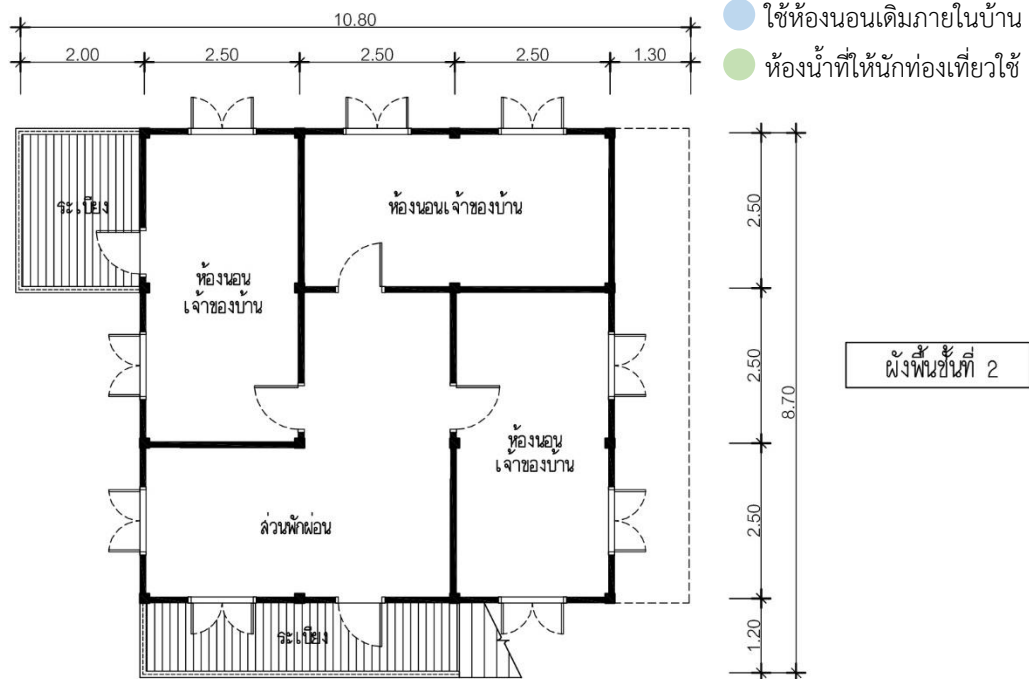 10.80
2.00 2.50 2.50 2.50 1.30
ใช้ห้องนอนเดิมภายในบ้าน
ห้องน้ำที่ให้นักท่องเที่ยวใช้
ระเบียง
ห้องนอนเจ้าของบ้าน
ห้องนอน
เจ้าของบ้าน
ห้องนอน
เจ้าของบ้าน
ส่วนพักผ่อน
ระเบียง
2.50
2.50
2.50
1.20
8.70
ผังพื้นชั้นที่ 2